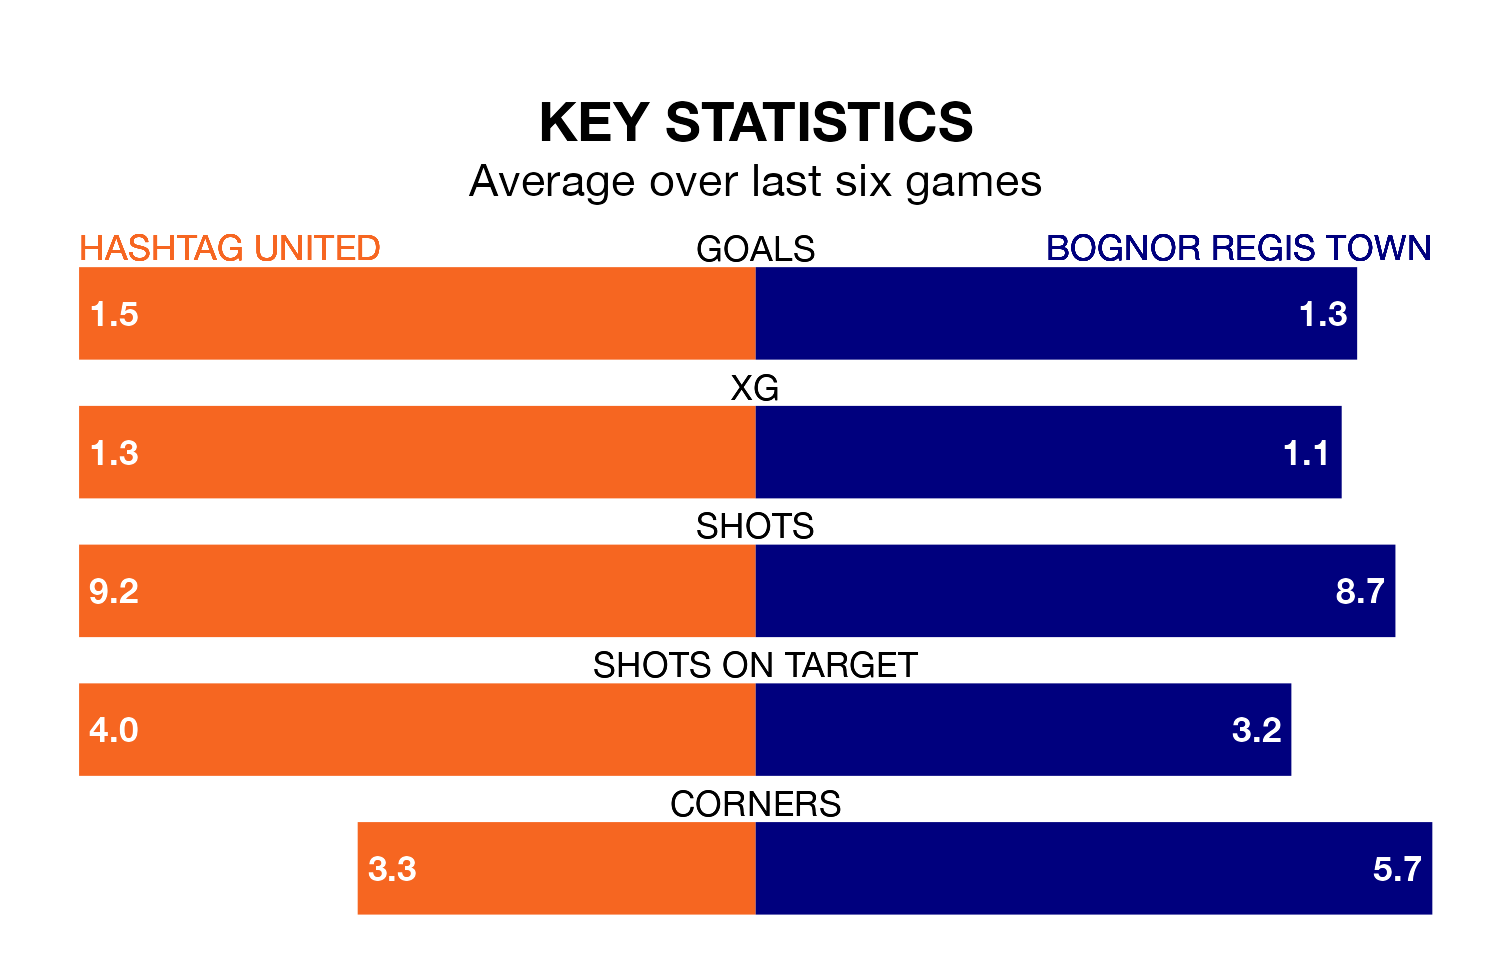 KEY STATISTICS
Average over last six games
HASHTAG UNITED GOALS BOGNOR REGIS TOWN
1.5 1.3
XG
1.3 1.1
SHOTS
9.2 8.7
SHOTS ON TARGET
4.0 3.2
CORNERS
3.3 5.7